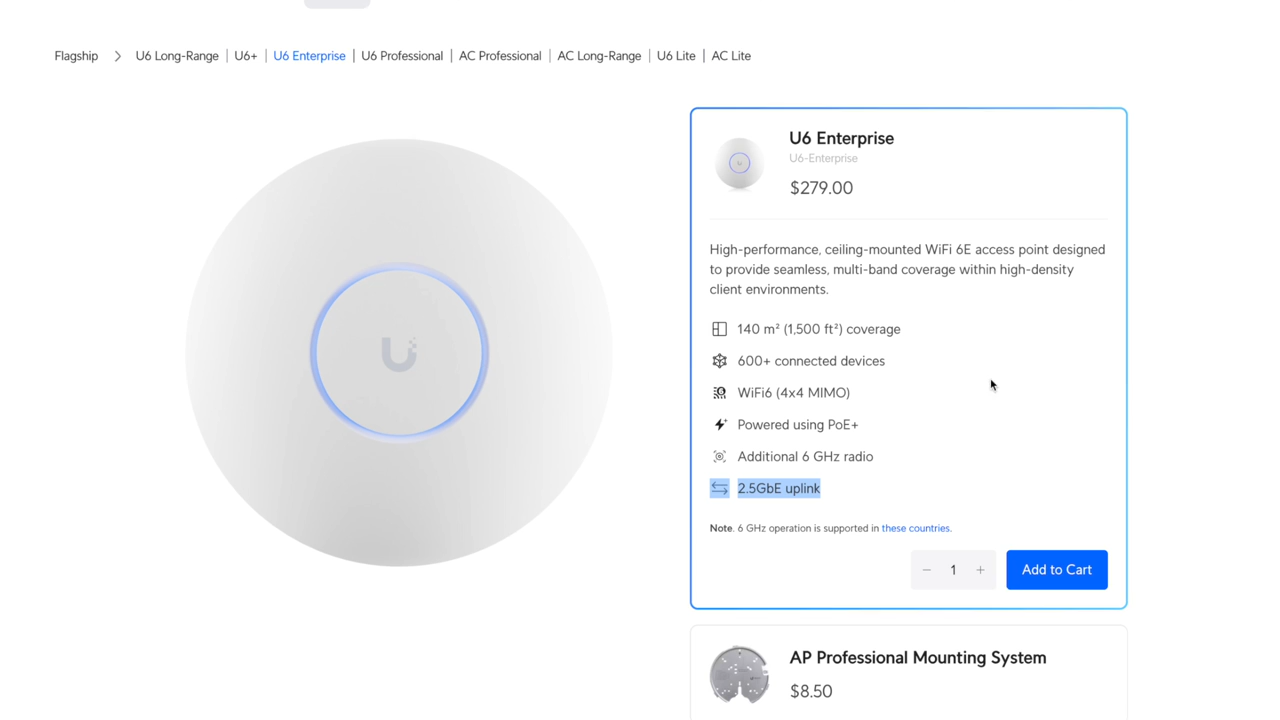 Flagship > U6 Long-Range | U6+ | U6 Enterprise | U6 Professional | AC Professional | AC Long-Range | U6 Lite | AC Lite
U6 Enterprise
U6-Enterprise
$279.00
High-performance, ceiling-mounted WiFi 6E access point designed
to provide seamless, multi-band coverage within high-density
client environments.
140 m² (1,500 ft²) coverage
600+ connected devices
WiFi6 (4x4 MIMO)
Powered using PoE+
Additional 6 GHz radio
2.5GbE uplink
Note. 6 GHz operation is supported in these countries.
− 1 + Add to Cart
AP Professional Mounting System
$8.50